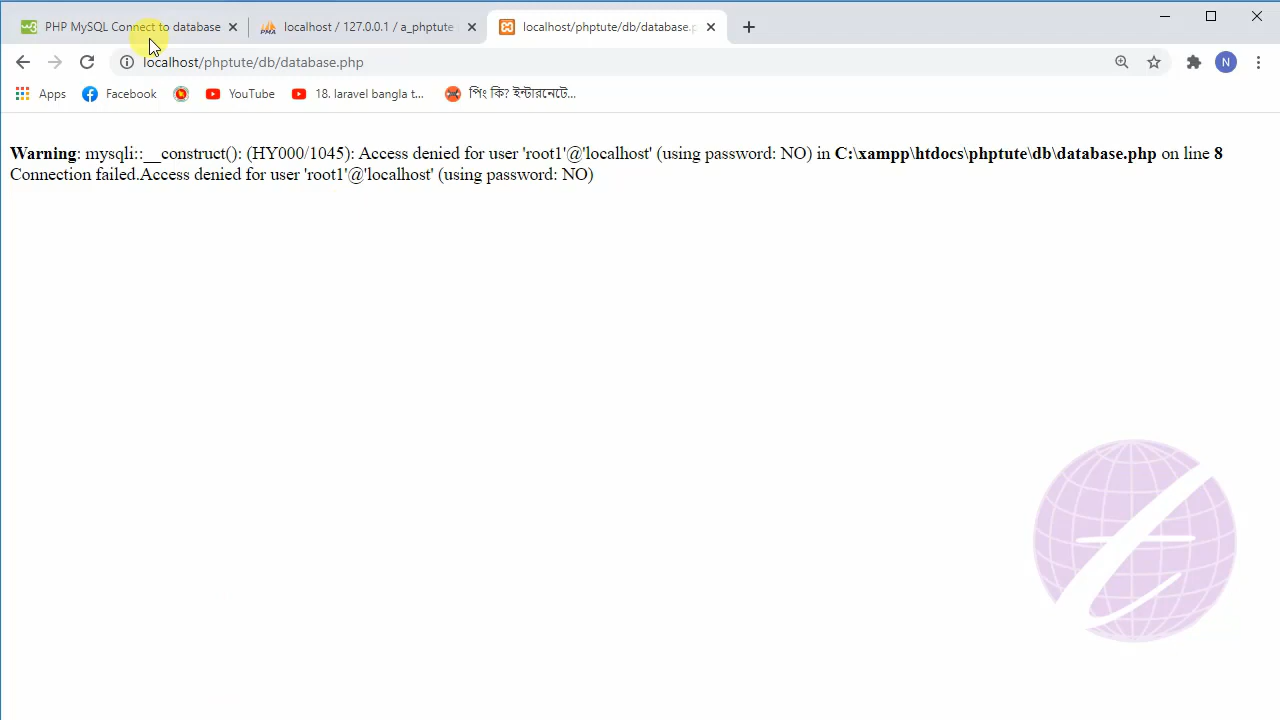 PHP MySQL Connect to database
localhost / 127.0.0.1 / a_phptute
localhost/phptute/db/database.p
localhost/phptute/db/database.php
N
Apps
Facebook
YouTube
18. laravel bangla t...
পিং কি? ইন্টারনেটে...
Warning: mysqli::__construct(): (HY000/1045): Access denied for user 'root1'@'localhost' (using password: NO) in C:\xampp\htdocs\phptute\db\database.php on line 8
Connection failed.Access denied for user 'root1'@'localhost' (using password: NO)